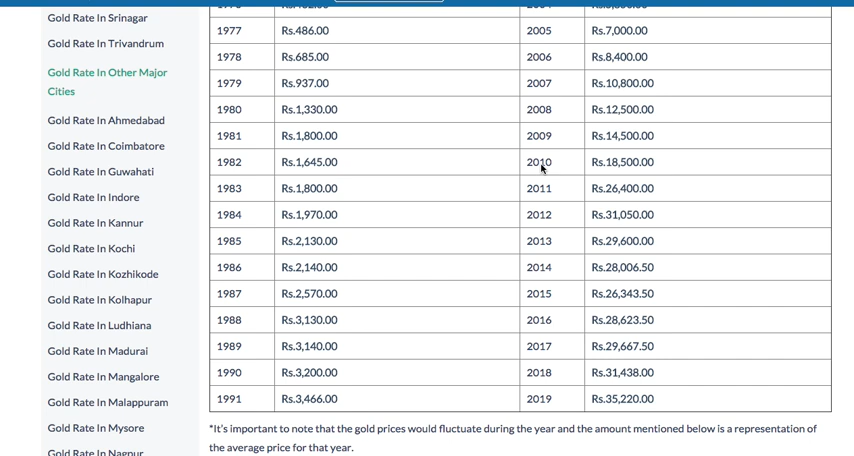 Gold Rate In Srinagar
Gold Rate In Trivandrum
Gold Rate In Other Major
Cities
Gold Rate In Ahmedabad
Gold Rate In Coimbatore
Gold Rate In Guwahati
Gold Rate In Indore
Gold Rate In Kannur
Gold Rate In Kochi
Gold Rate In Kozhikode
Gold Rate In Kolhapur
Gold Rate In Ludhiana
Gold Rate In Madurai
Gold Rate In Mangalore
Gold Rate In Malappuram
Gold Rate In Mysore
Gold Rate In Nagpur
1977 Rs.486.00 2005 Rs.7,000.00
1978 Rs.685.00 2006 Rs.8,400.00
1979 Rs.937.00 2007 Rs.10,800.00
1980 Rs.1,330.00 2008 Rs.12,500.00
1981 Rs.1,800.00 2009 Rs.14,500.00
1982 Rs.1,645.00 2010 Rs.18,500.00
1983 Rs.1,800.00 2011 Rs.26,400.00
1984 Rs.1,970.00 2012 Rs.31,050.00
1985 Rs.2,130.00 2013 Rs.29,600.00
1986 Rs.2,140.00 2014 Rs.28,006.50
1987 Rs.2,570.00 2015 Rs.26,343.50
1988 Rs.3,130.00 2016 Rs.28,623.50
1989 Rs.3,140.00 2017 Rs.29,667.50
1990 Rs.3,200.00 2018 Rs.31,438.00
1991 Rs.3,466.00 2019 Rs.35,220.00
*It's important to note that the gold prices would fluctuate during the year and the amount mentioned below is a representation of
the average price for that year.